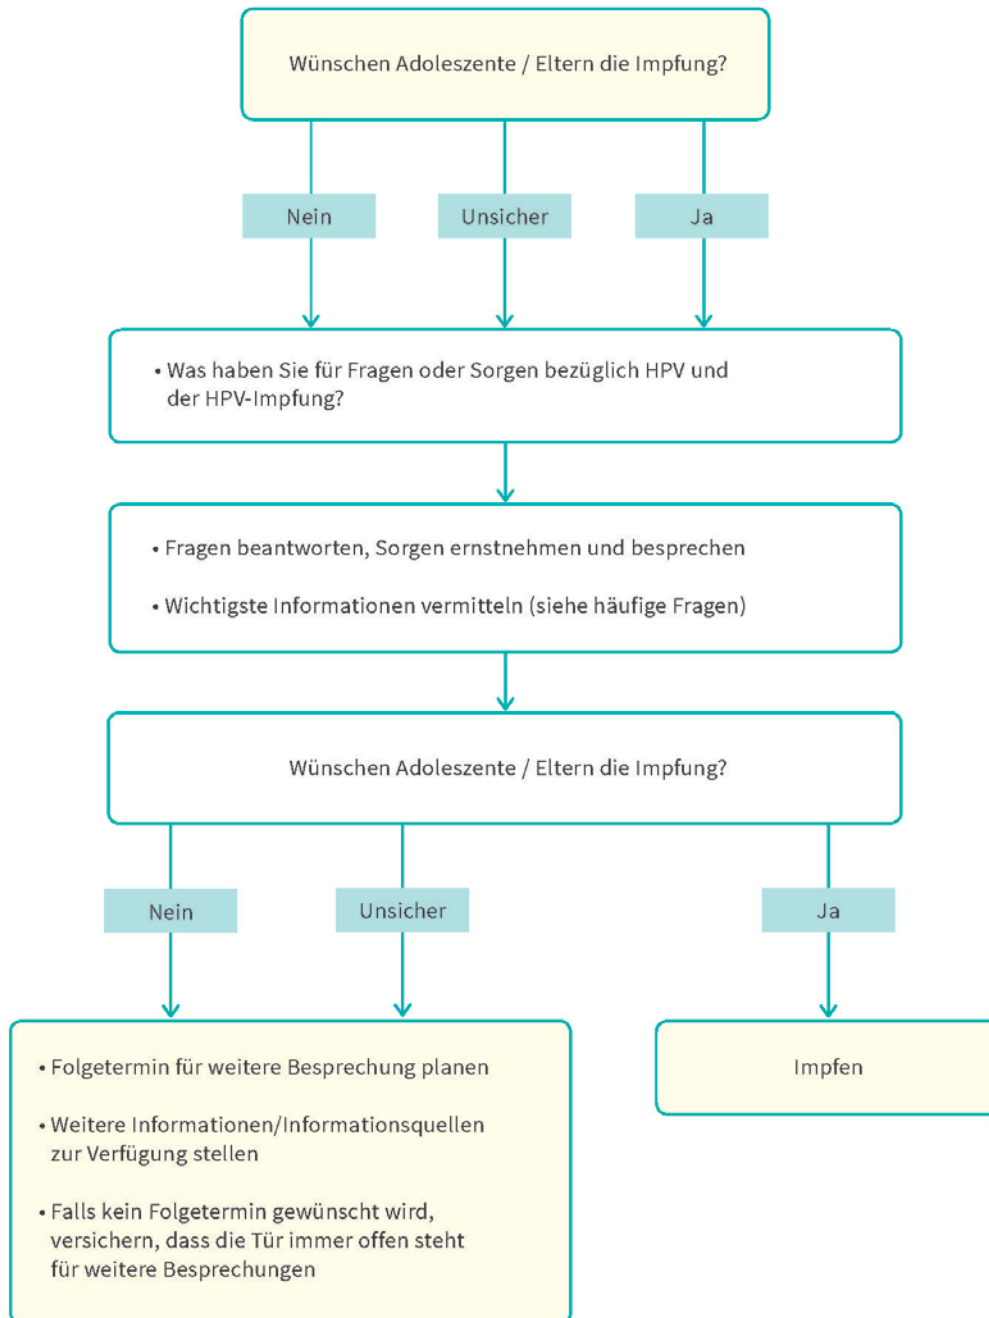 Wünschen Adoleszente / Eltern die Impfung?
Nein
Unsicher
Ja
• Was haben Sie für Fragen oder Sorgen bezüglich HPV und
der HPV-Impfung?
• Fragen beantworten, Sorgen ernstnehmen und besprechen
• Wichtigste Informationen vermitteln (siehe häufige Fragen)
Wünschen Adoleszente / Eltern die Impfung?
Nein
Unsicher
Ja
• Folgetermin für weitere Besprechung planen
• Weitere Informationen/Informationsquellen
zur Verfügung stellen
• Falls kein Folgetermin gewünscht wird,
versichern, dass die Tür immer offen steht
für weitere Besprechungen
Impfen